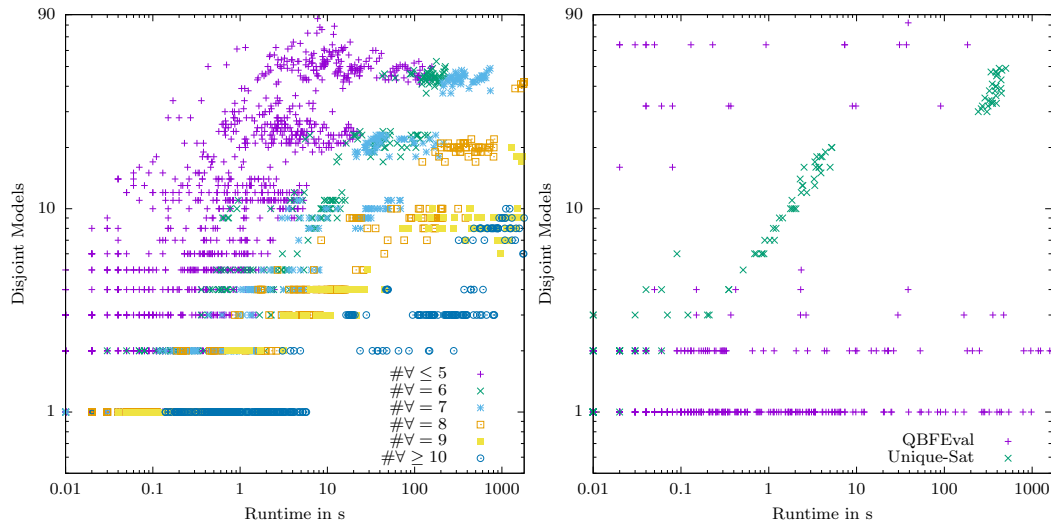 90
10
1
Disjoint Models
0.01 0.1 1 10 100 1000
Runtime in s
#∀ ≤ 5
#∀ = 6
#∀ = 7
#∀ = 8
#∀ = 9
#∀ ≥ 10
90
10
1
Disjoint Models
0.01 0.1 1 10 100 1000
Runtime in s
QBFEval
Unique-Sat